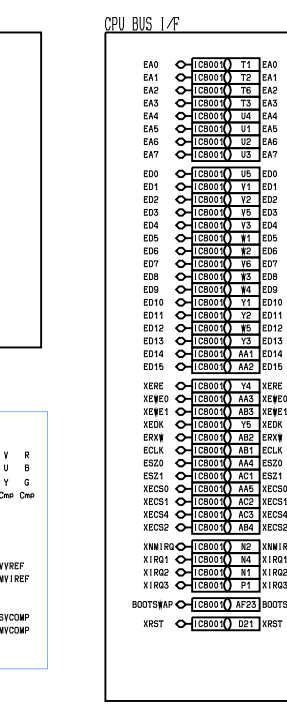 CPU BUS I/F
EA0 IC8001 T1 EA0
EA1 IC8001 T2 EA1
EA2 IC8001 T6 EA2
EA3 IC8001 T3 EA3
EA4 IC8001 U4 EA4
EA5 IC8001 U1 EA5
EA6 IC8001 U2 EA6
EA7 IC8001 U3 EA7
ED0 IC8001 U5 ED0
ED1 IC8001 V1 ED1
ED2 IC8001 V2 ED2
ED3 IC8001 V5 ED3
ED4 IC8001 V3 ED4
ED5 IC8001 W1 ED5
ED6 IC8001 W2 ED6
ED7 IC8001 V6 ED7
ED8 IC8001 W3 ED8
ED9 IC8001 W4 ED9
ED10 IC8001 Y1 ED10
ED11 IC8001 Y2 ED11
ED12 IC8001 W5 ED12
ED13 IC8001 Y3 ED13
ED14 IC8001 AA1 ED14
ED15 IC8001 AA2 ED15
XERE IC8001 Y4 XERE
XEWE0 IC8001 AA3 XEWE0
XEWE1 IC8001 AB3 XEWE1
XEDK IC8001 Y5 XEDK
ERXW IC8001 AB2 ERXW
ECLK IC8001 AB1 ECLK
ESZ0 IC8001 AA4 ESZ0
ESZ1 IC8001 AC1 ESZ1
XECS0 IC8001 AA5 XECS0
XECS1 IC8001 AC2 XECS1
XECS4 IC8001 AC3 XECS4
XECS2 IC8001 AB4 XECS2
XNMIRQ IC8001 N2 XNMIR
XIRQ1 IC8001 N4 XIRQ1
XIRQ2 IC8001 N1 XIRQ2
XIRQ3 IC8001 P1 XIRQ3
BOOTSWAP IC8001 AF23 BOOTS
XRST IC8001 D21 XRST
V R
U B
Y G
Cmp Cmp
VREF
MVIREF
SVCOMP
MVCOMP